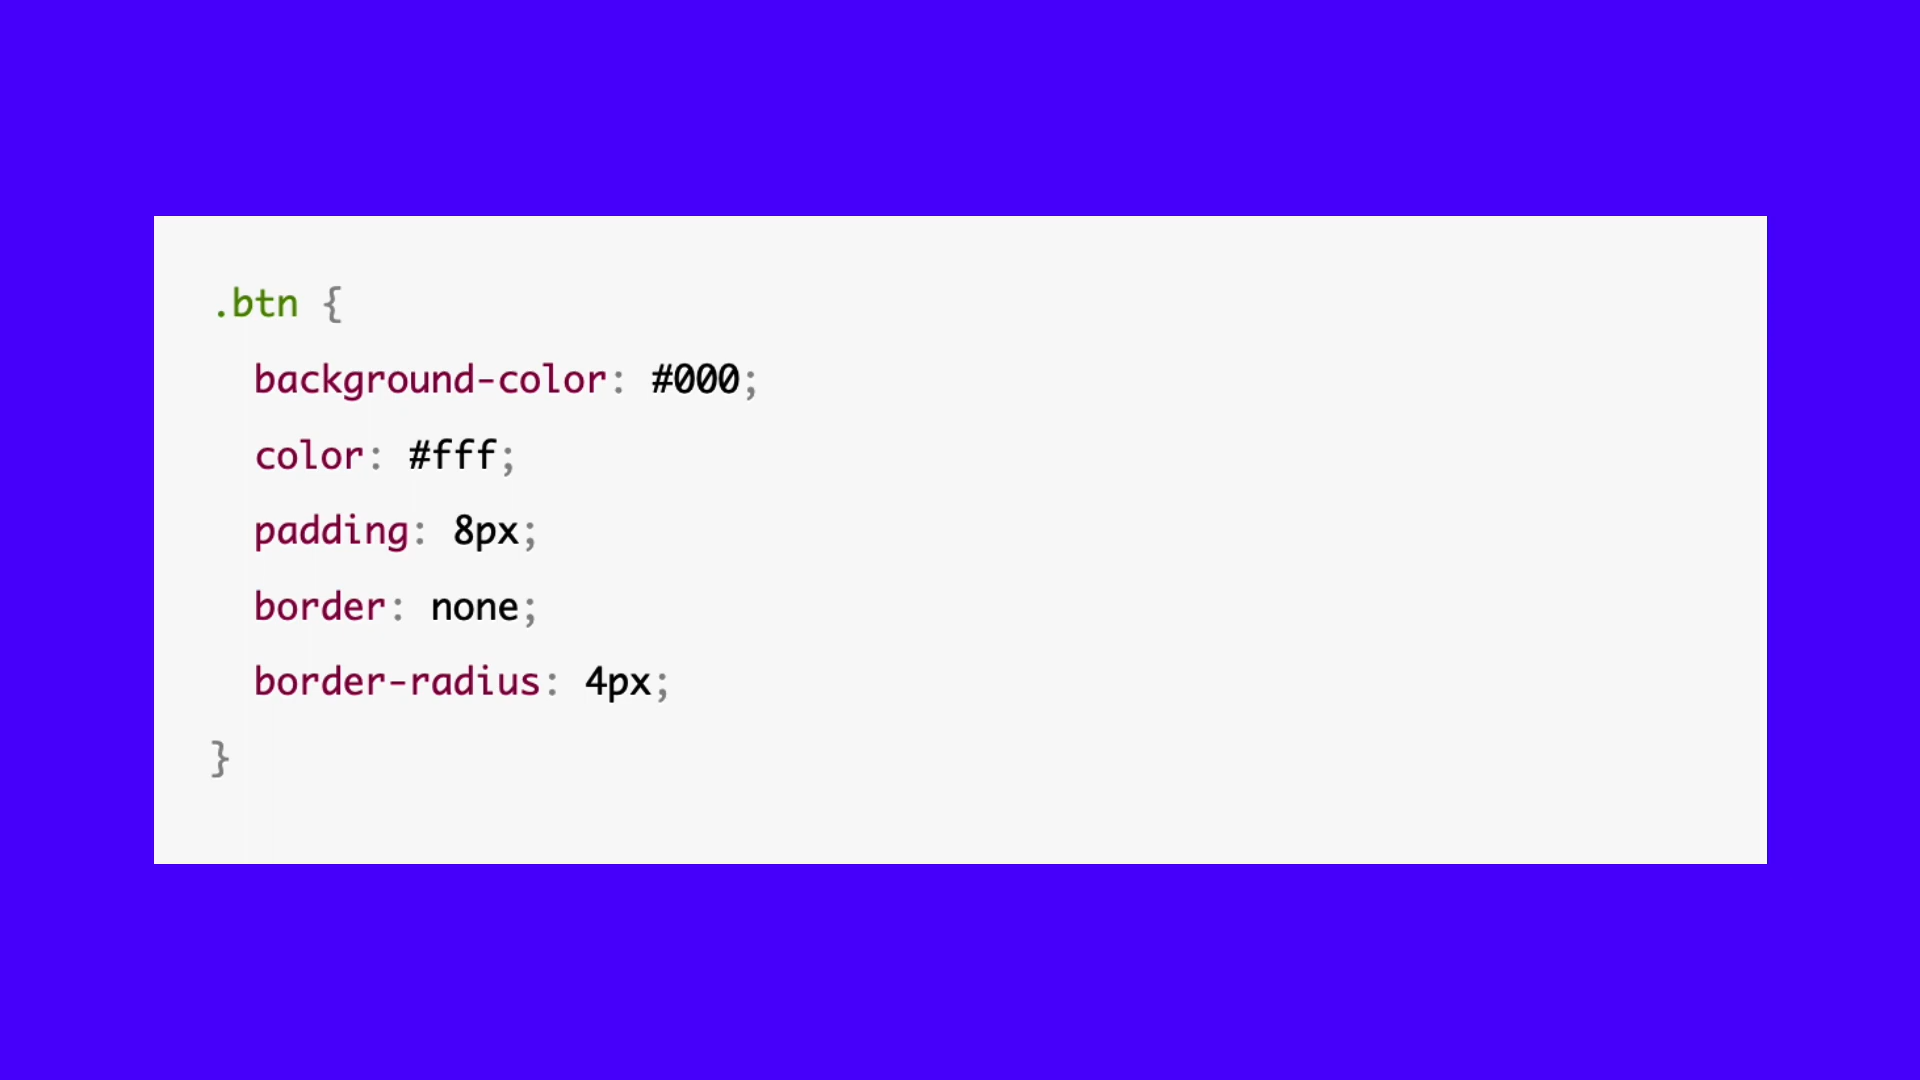 .btn {
  background-color: #000;
  color: #fff;
  padding: 8px;
  border: none;
  border-radius: 4px;
}